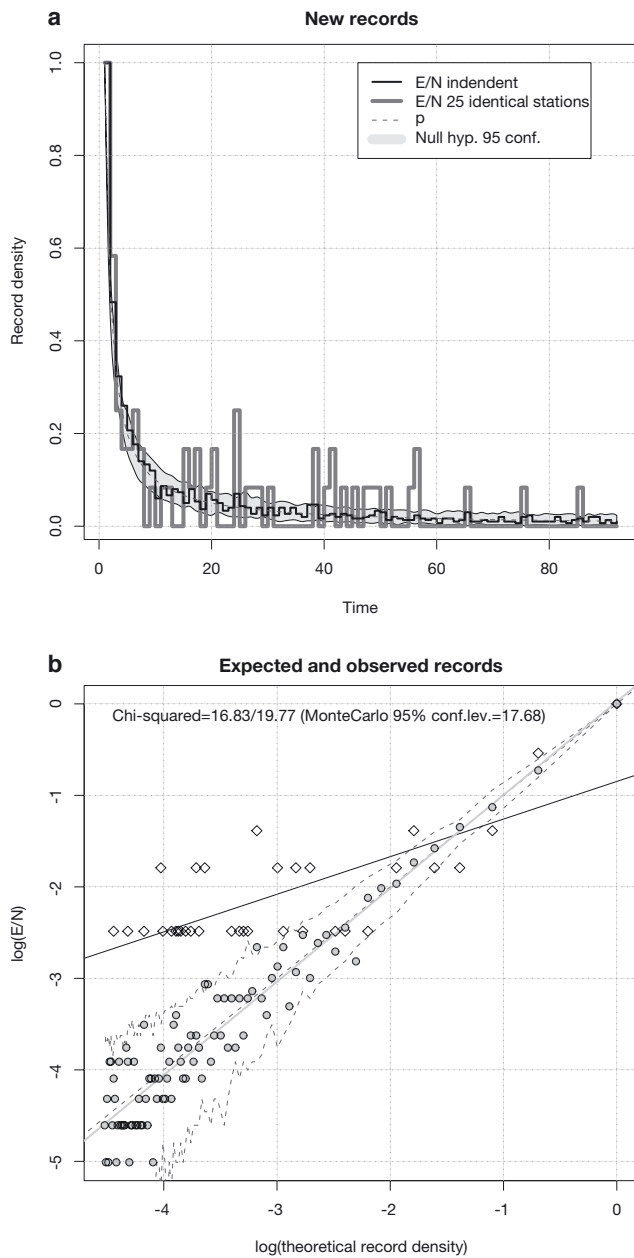 a
New records
E/N indendent
E/N 25 identical stations
p
Null hyp. 95 conf.
Record density
1.0
0.8
0.6
0.4
0.2
0.0
0
20
40
60
80
Time
b
Expected and observed records
Chi-squared=16.83/19.77 (MonteCarlo 95% conf.lev.=17.68)
log(E/N)
0
-1
-2
-3
-4
-5
-4
-3
-2
-1
0
log(theoretical record density)